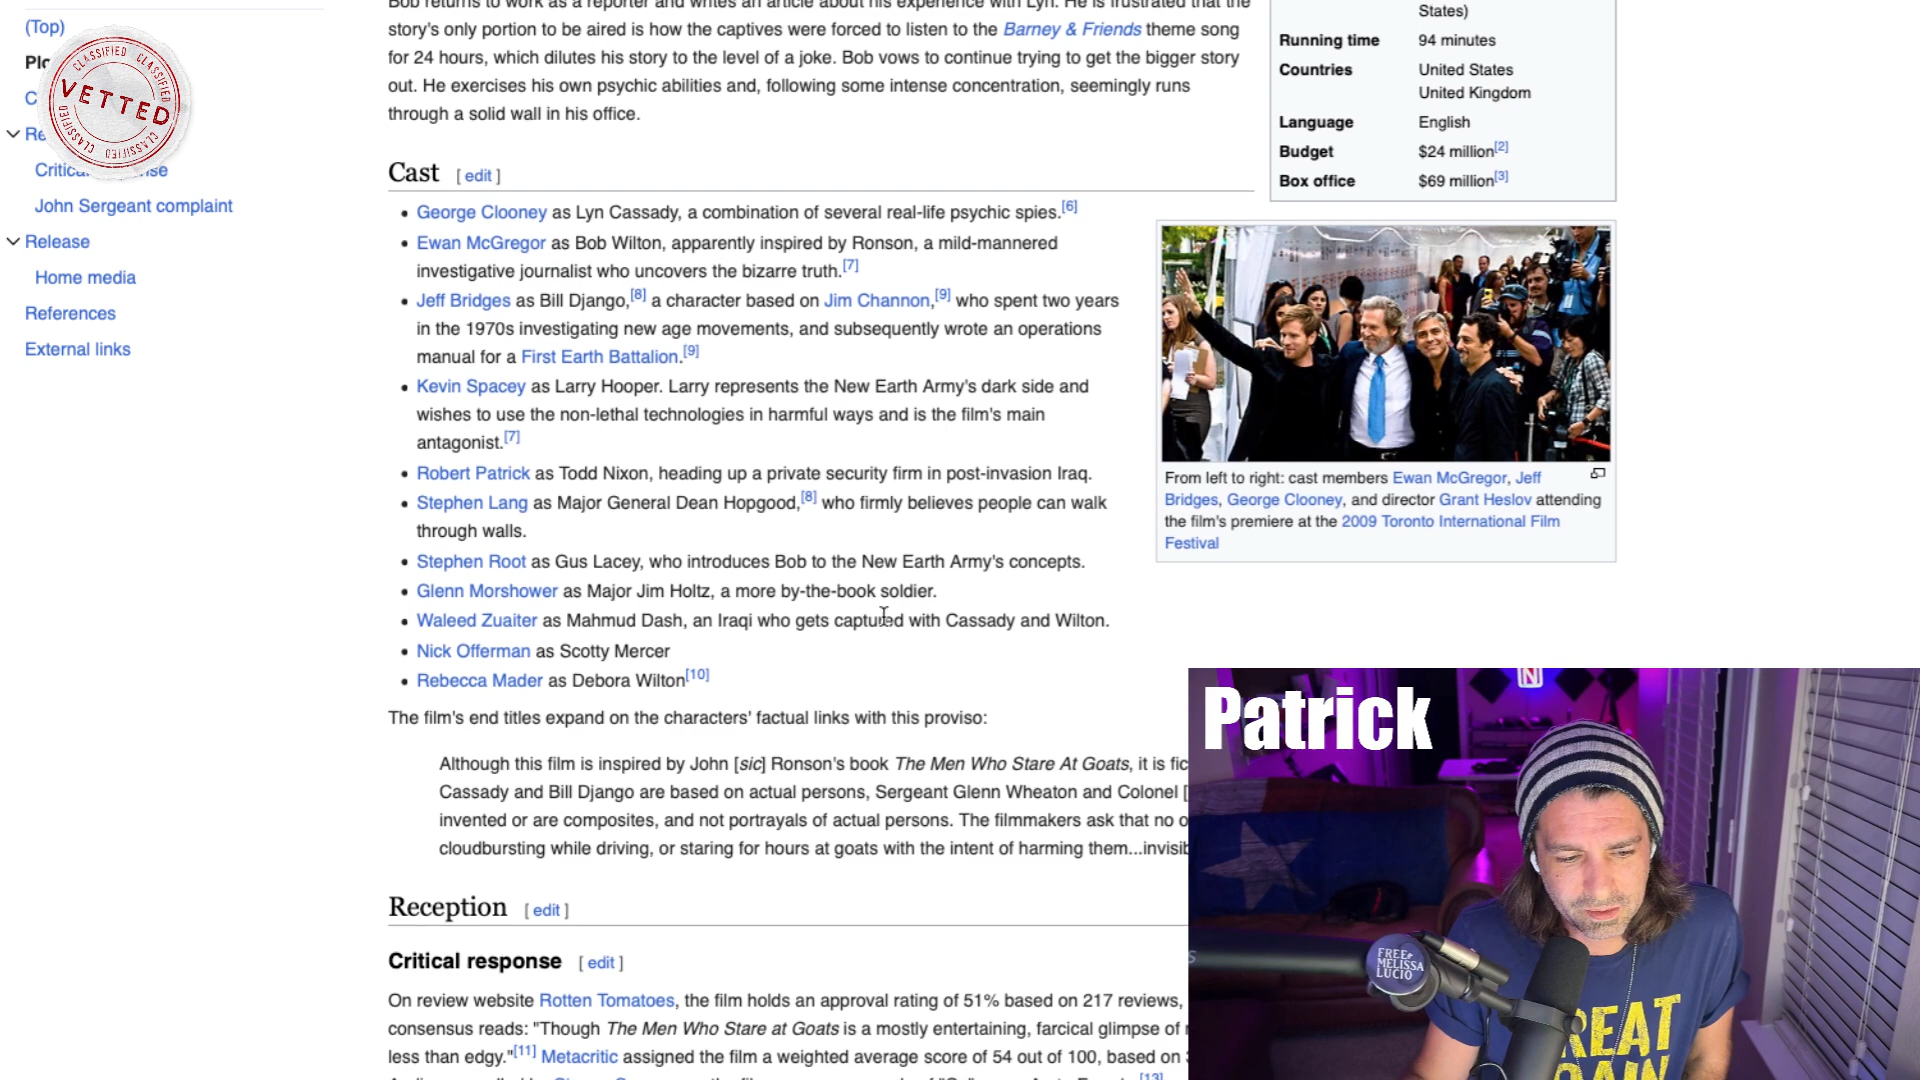 Bob returns to work as a reporter and writes an article about his experience with Lyn. He is frustrated that the
story's only portion to be aired is how the captives were forced to listen to the Barney & Friends theme song
for 24 hours, which dilutes his story to the level of a joke. Bob vows to continue trying to get the bigger story
out. He exercises his own psychic abilities and, following some intense concentration, seemingly runs
through a solid wall in his office.
(Top)
CLASSIFIED CLASSIFIED
VETTED
CLASSIFIED CLASSIFIED
John Sergeant complaint
Release
Home media
References
External links
States)
Running time 94 minutes
Countries United States
United Kingdom
Language English
Budget $24 million[2]
Box office $69 million[3]
Cast [ edit ]
• George Clooney as Lyn Cassady, a combination of several real-life psychic spies.[6]
• Ewan McGregor as Bob Wilton, apparently inspired by Ronson, a mild-mannered
investigative journalist who uncovers the bizarre truth.[7]
• Jeff Bridges as Bill Django,[8] a character based on Jim Channon,[9] who spent two years
in the 1970s investigating new age movements, and subsequently wrote an operations
manual for a First Earth Battalion.[9]
• Kevin Spacey as Larry Hooper. Larry represents the New Earth Army's dark side and
wishes to use the non-lethal technologies in harmful ways and is the film's main
antagonist.[7]
• Robert Patrick as Todd Nixon, heading up a private security firm in post-invasion Iraq.
• Stephen Lang as Major General Dean Hopgood,[8] who firmly believes people can walk
through walls.
• Stephen Root as Gus Lacey, who introduces Bob to the New Earth Army's concepts.
• Glenn Morshower as Major Jim Holtz, a more by-the-book soldier.
• Waleed Zuaiter as Mahmud Dash, an Iraqi who gets captured with Cassady and Wilton.
• Nick Offerman as Scotty Mercer
• Rebecca Mader as Debora Wilton[10]
From left to right: cast members Ewan McGregor, Jeff
Bridges, George Clooney, and director Grant Heslov attending
the film's premiere at the 2009 Toronto International Film
Festival
The film's end titles expand on the characters' factual links with this proviso:
Although this film is inspired by John [sic] Ronson's book The Men Who Stare At Goats, it is fic
Cassady and Bill Django are based on actual persons, Sergeant Glenn Wheaton and Colonel [
invented or are composites, and not portrayals of actual persons. The filmmakers ask that no o
cloudbursting while driving, or staring for hours at goats with the intent of harming them...invisib
Reception [ edit ]
Critical response [ edit ]
On review website Rotten Tomatoes, the film holds an approval rating of 51% based on 217 reviews,
consensus reads: "Though The Men Who Stare at Goats is a mostly entertaining, farcical glimpse of
less than edgy."[11] Metacritic assigned the film a weighted average score of 54 out of 100, based on
[13]
Patrick
FREE
MELISSA
LUCIO
REAT